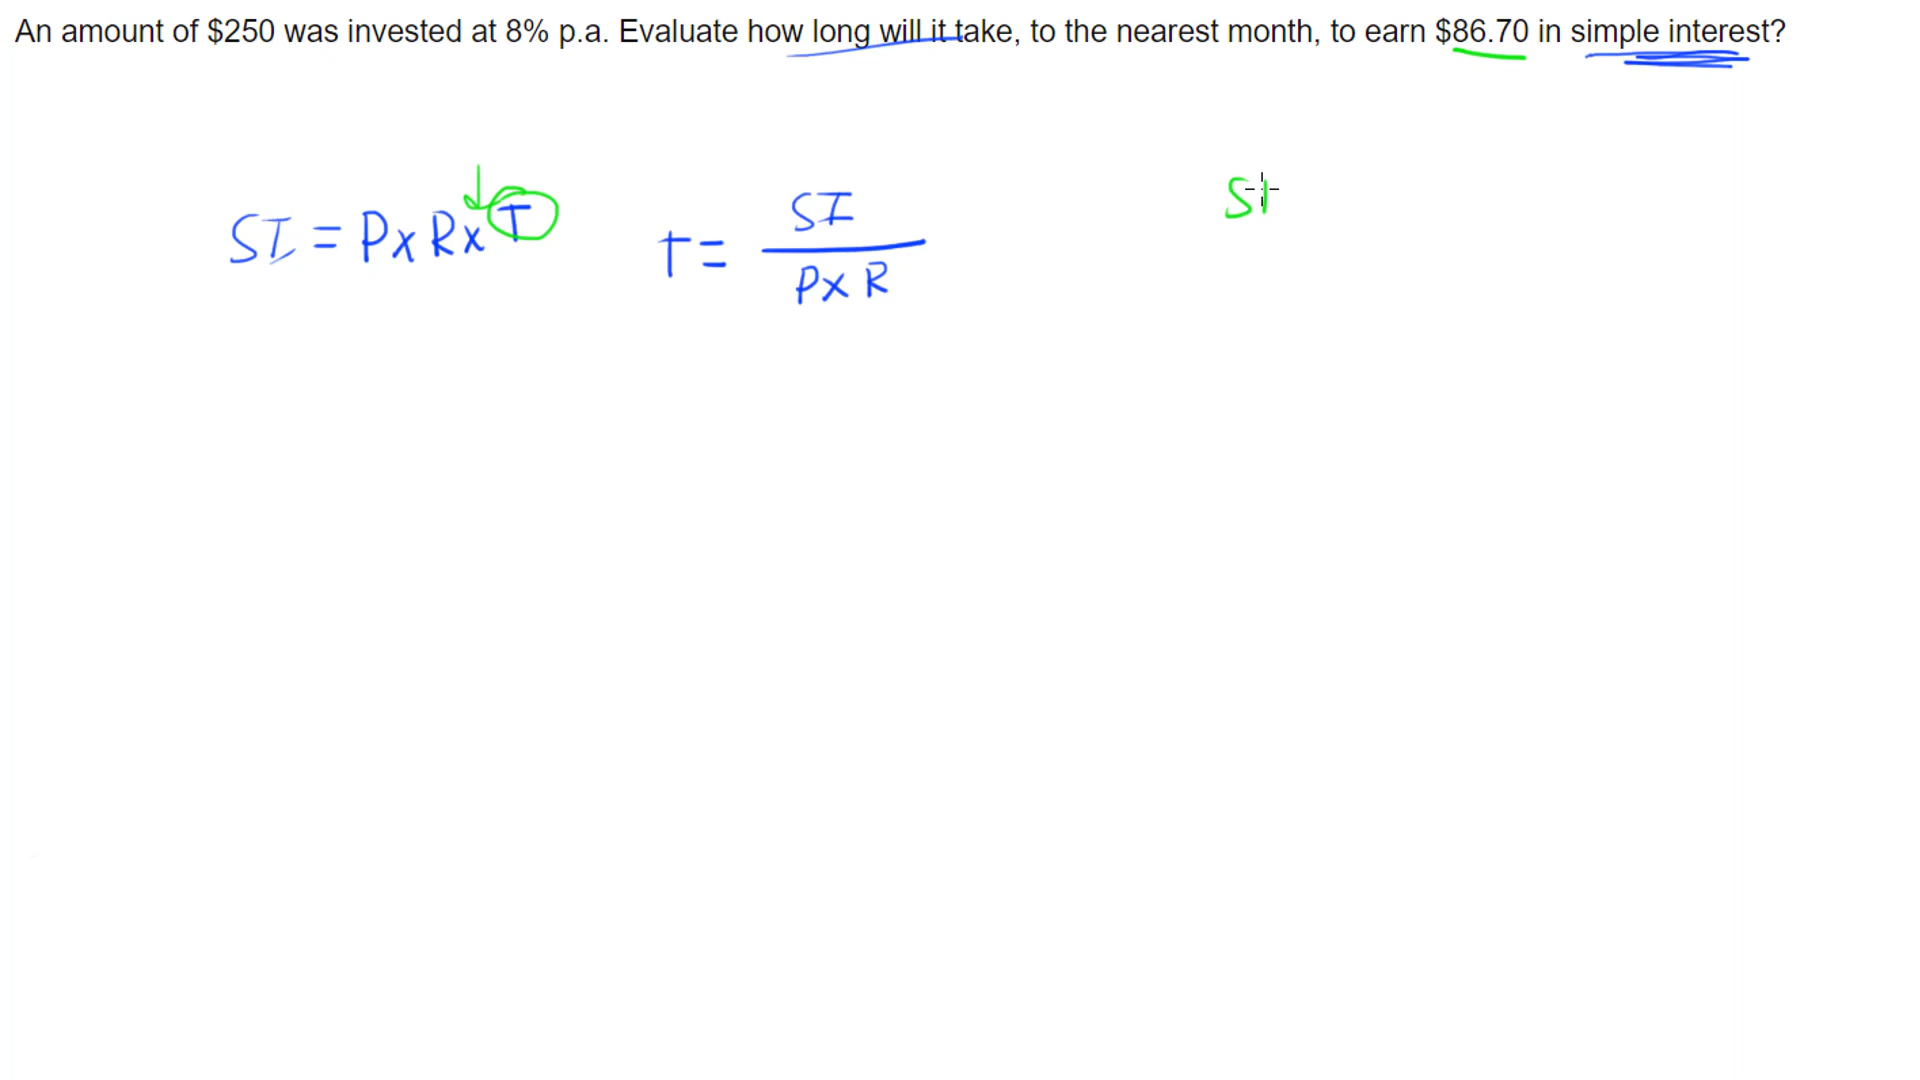 An amount of $250 was invested at 8% p.a. Evaluate how long will it take, to the nearest month, to earn $86.70 in simple interest?
SI = P x R x T
T = SI / P x R
SI